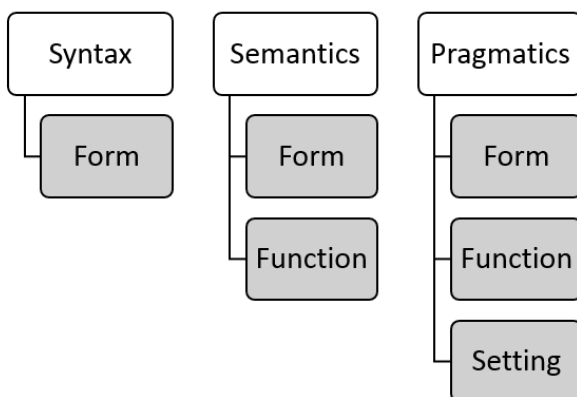 Syntax
Form
Semantics
Form
Function
Pragmatics
Form
Function
Setting